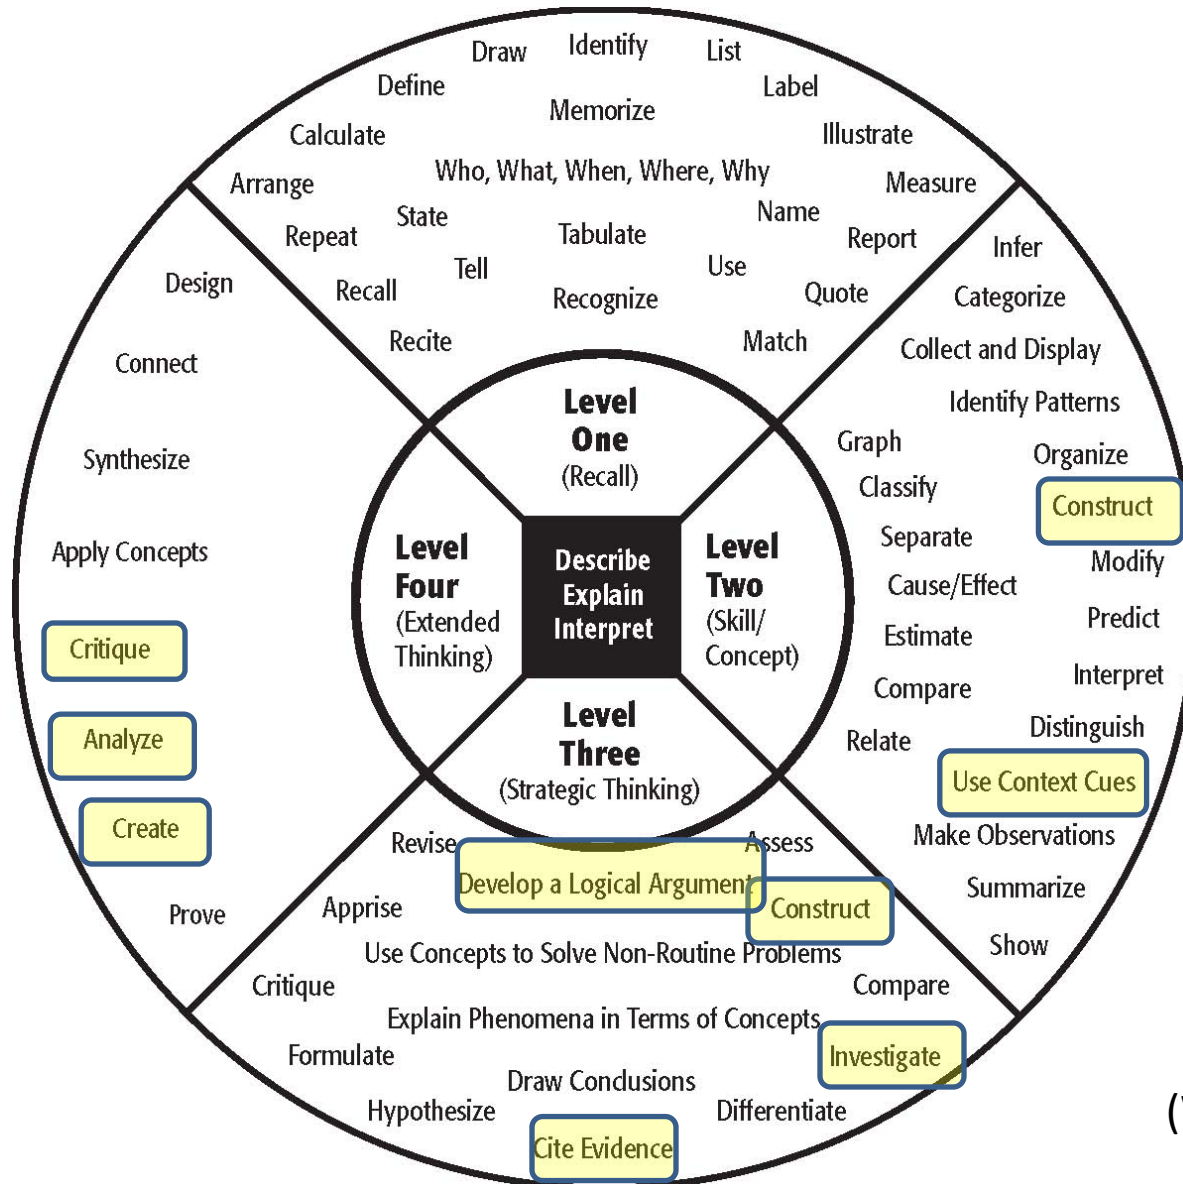 Draw
Identify
List
Define
Label
Memorize
Calculate
Illustrate
Who, What, When, Where, Why
Arrange
Measure
State
Name
Repeat
Tabulate
Report
Tell
Use
Recall
Recognize
Quote
Recite
Match
Infer
Categorize
Collect and Display
Identify Patterns
Graph
Organize
Classify
Construct
Separate
Modify
Cause/Effect
Predict
Estimate
Interpret
Compare
Distinguish
Relate
Use Context Cues
Make Observations
Summarize
Show
Level
One
(Recall)
Level
Two
(Skill/
Concept)
Level
Three
(Strategic Thinking)
Level
Four
(Extended
Thinking)
Describe
Explain
Interpret
Revise
Assess
Develop a Logical Argument
Apprise
Construct
Use Concepts to Solve Non-Routine Problems
Critique
Compare
Explain Phenomena in Terms of Concepts
Formulate
Investigate
Draw Conclusions
Hypothesize
Differentiate
Cite Evidence
Design
Connect
Synthesize
Apply Concepts
Critique
Analyze
Create
Prove